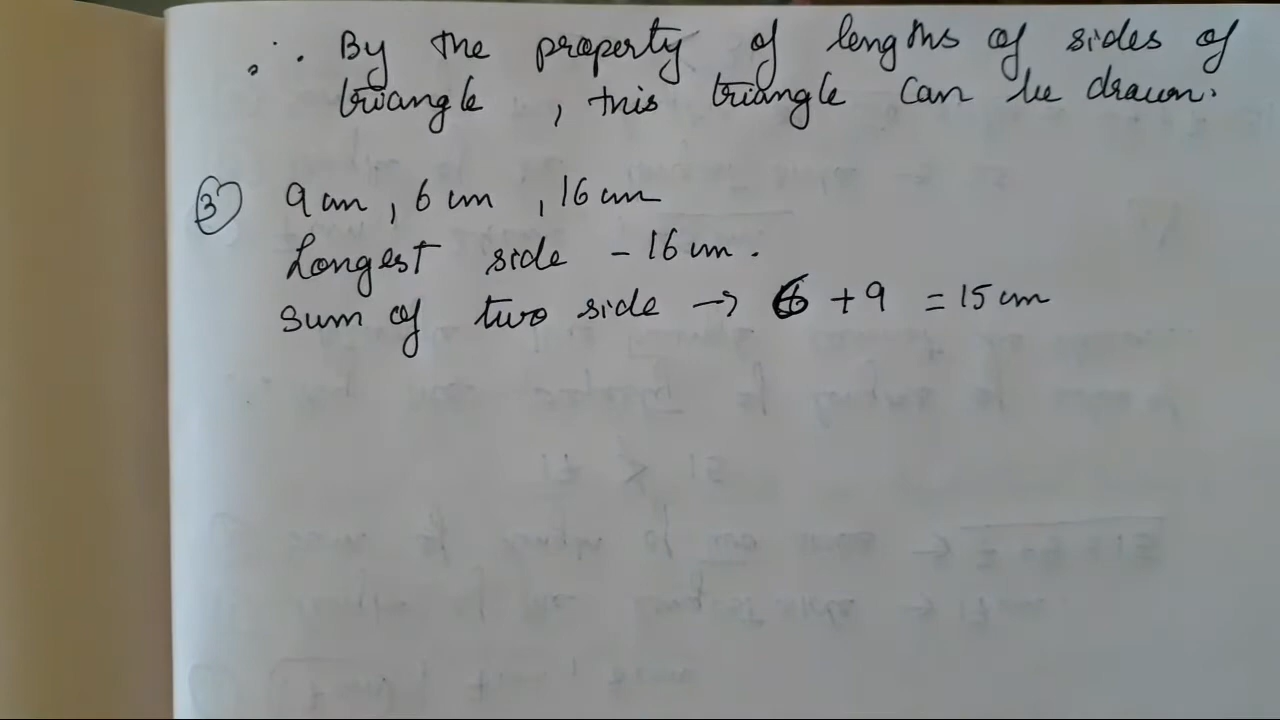 ∴ By the property of lengths of sides of
triangle , this triangle can be drawn.
③ 9 cm , 6 cm , 16 cm
Longest side - 16 cm.
Sum of two side → 6 + 9 = 15 cm